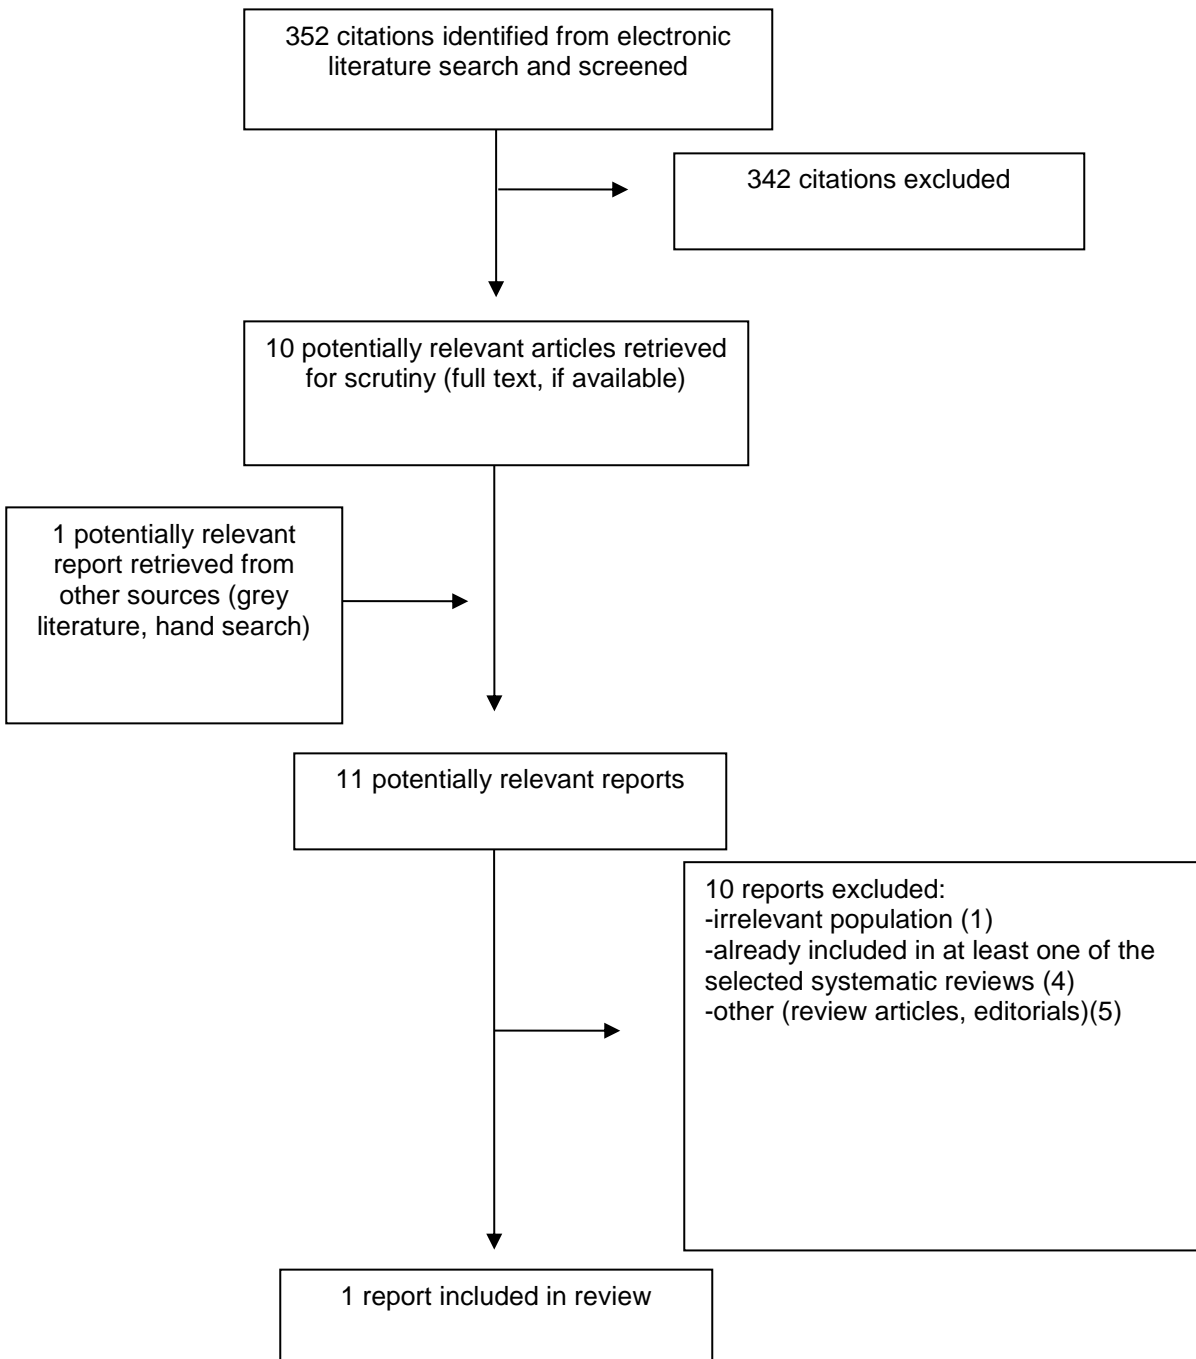 352 citations identified from electronic
literature search and screened
342 citations excluded
10 potentially relevant articles retrieved
for scrutiny (full text, if available)
1 potentially relevant
report retrieved from
other sources (grey
literature, hand search)
11 potentially relevant reports
10 reports excluded:
-irrelevant population (1)
-already included in at least one of the
selected systematic reviews (4)
-other (review articles, editorials)(5)
1 report included in review